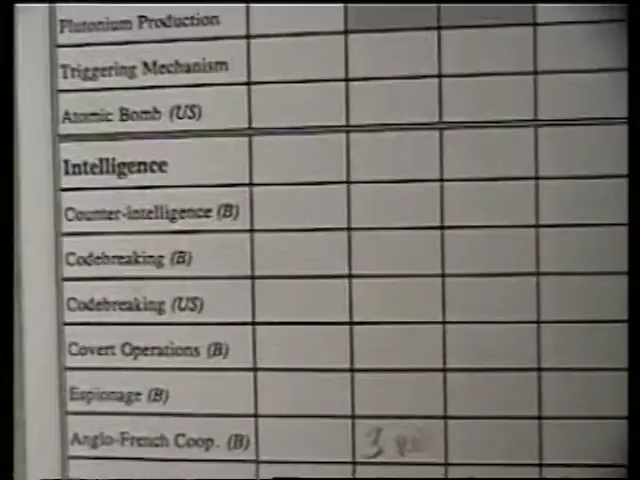 Plutonium Production
Triggering Mechanism
Atomic Bomb (US)
Intelligence
Counter-intelligence (B)
Codebreaking (B)
Codebreaking (US)
Covert Operations (B)
Espionage (B)
Anglo-French Coop. (B) 3